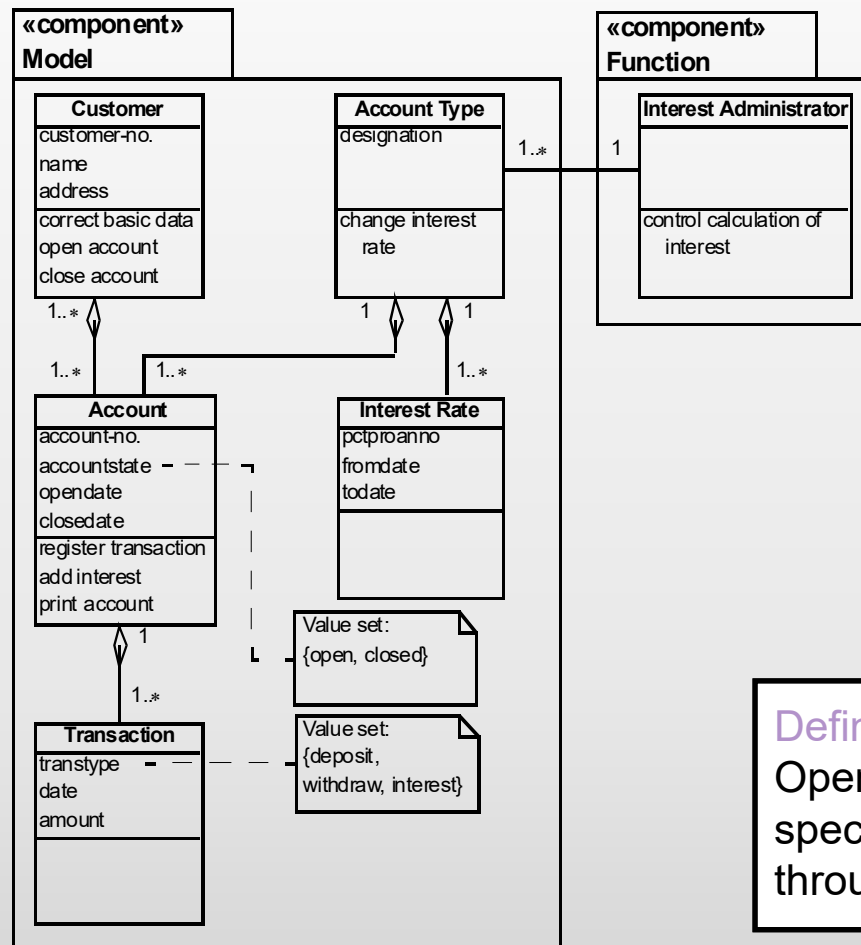 «component»
Model
Customer
customer-no.
name
address
correct basic data
open account
close account
Account Type
designation
change interest
rate
1..*
1
«component»
Function
Interest Administrator
control calculation of
interest
1..*
1
1
1..*
1..*
1..*
Account
account-no.
accountstate
opendate
closedate
register transaction
add interest
print account
Interest Rate
pctproanno
fromdate
todate
Value set:
{open, closed}
1
1..*
Transaction
transtype
date
amount
Value set:
{deposit,
withdraw, interest}